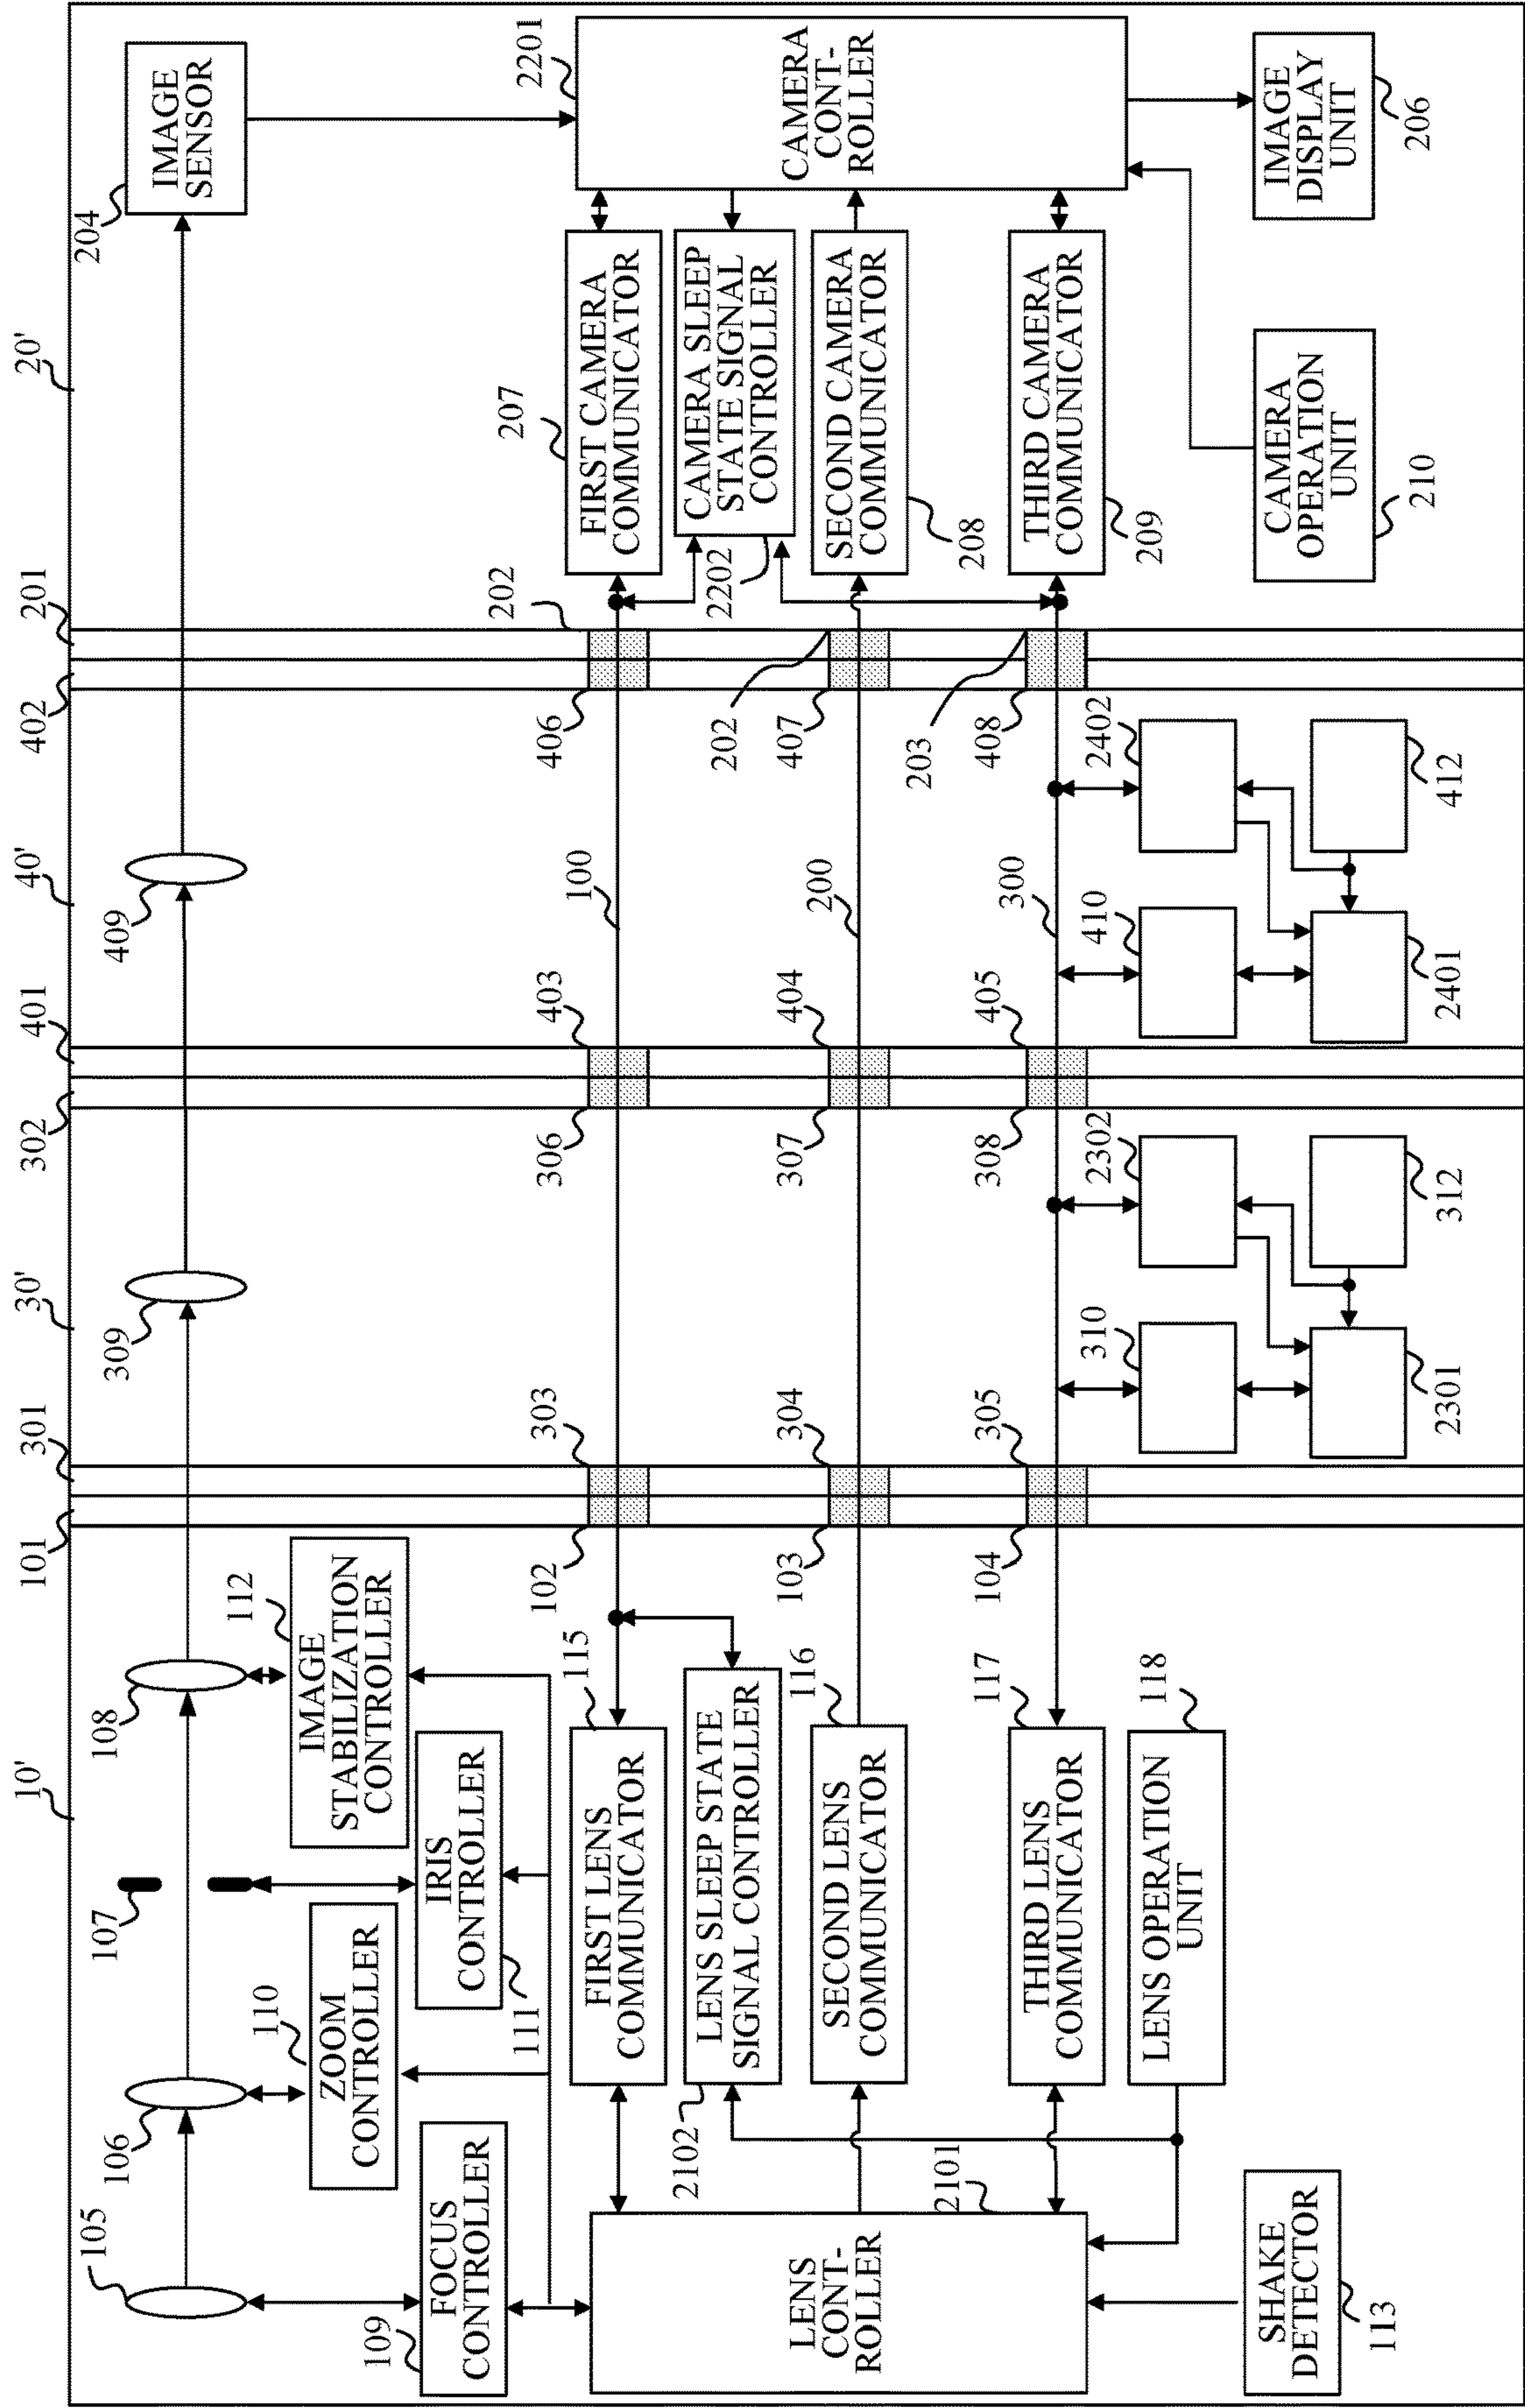 10'
101
301
30'
302
401
40'
402
201
20'
105
106
107
108
309
409
204
IMAGE
SENSOR
109
FOCUS
CONTROLLER
110
ZOOM
CONTROLLER
111
IRIS
CONTROLLER
112
IMAGE
STABILIZATION
CONTROLLER
LENS
CONT-
ROLLER
2101
115
FIRST LENS
COMMUNICATOR
2102
LENS SLEEP STATE
SIGNAL CONTROLLER
116
SECOND LENS
COMMUNICATOR
117
THIRD LENS
COMMUNICATOR
118
LENS OPERATION
UNIT
SHAKE
DETECTOR
113
102
303
306
403
100
406
202
103
304
307
404
200
407
202
104
305
308
405
300
408
203
310
2302
2301
312
410
2402
2401
412
207
FIRST CAMERA
COMMUNICATOR
CAMERA SLEEP
STATE SIGNAL
CONTROLLER
2202
SECOND CAMERA
COMMUNICATOR
208
THIRD CAMERA
COMMUNICATOR
209
2201
CAMERA
CONT-
ROLLER
CAMERA
OPERATION
UNIT
210
IMAGE
DISPLAY
UNIT
206